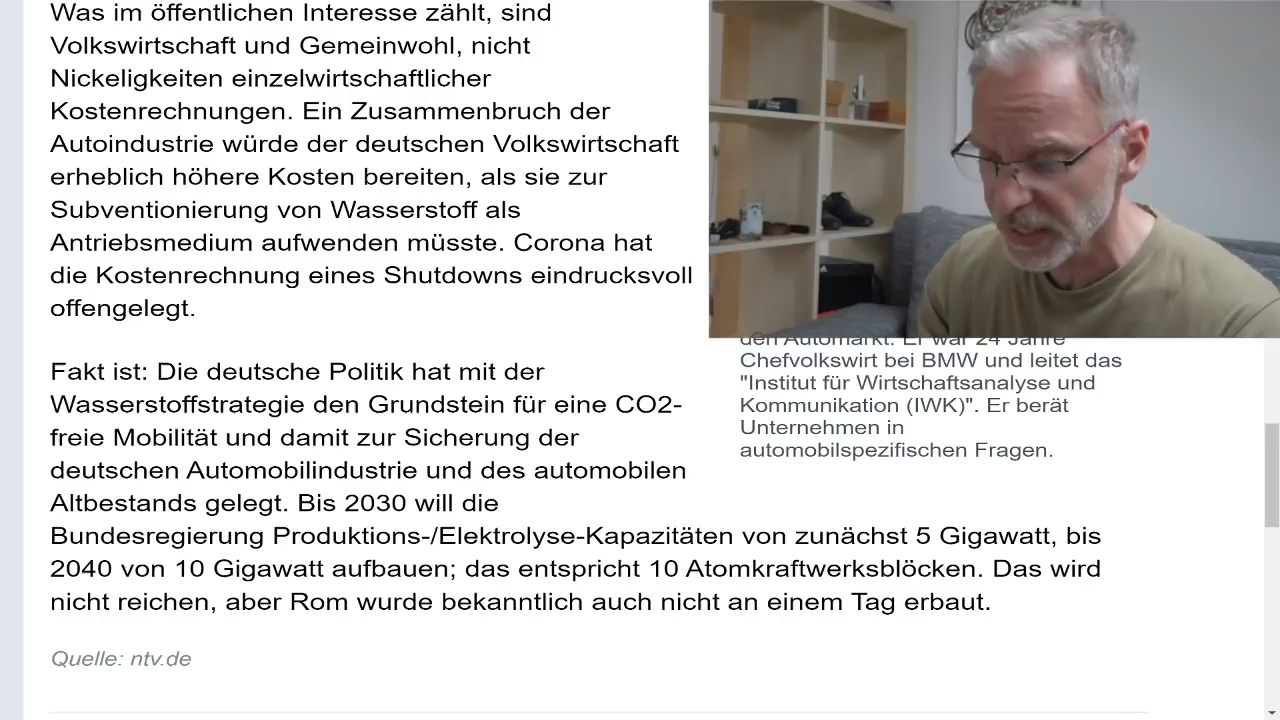 Was im öffentlichen Interesse zählt, sind
Volkswirtschaft und Gemeinwohl, nicht
Nickeligkeiten einzelwirtschaftlicher
Kostenrechnungen. Ein Zusammenbruch der
Autoindustrie würde der deutschen Volkswirtschaft
erheblich höhere Kosten bereiten, als sie zur
Subventionierung von Wasserstoff als
Antriebsmedium aufwenden müsste. Corona hat
die Kostenrechnung eines Shutdowns eindrucksvoll
offengelegt.
Fakt ist: Die deutsche Politik hat mit der
Wasserstoffstrategie den Grundstein für eine CO2-
freie Mobilität und damit zur Sicherung der
deutschen Automobilindustrie und des automobilen
Altbestands gelegt. Bis 2030 will die
Bundesregierung Produktions-/Elektrolyse-Kapazitäten von zunächst 5 Gigawatt, bis
2040 von 10 Gigawatt aufbauen; das entspricht 10 Atomkraftwerksblöcken. Das wird
nicht reichen, aber Rom wurde bekanntlich auch nicht an einem Tag erbaut.
Quelle: ntv.de
den Automarkt. Er war 24 Jahre
Chefvolkswirt bei BMW und leitet das
"Institut für Wirtschaftsanalyse und
Kommunikation (IWK)". Er berät
Unternehmen in
automobilspezifischen Fragen.